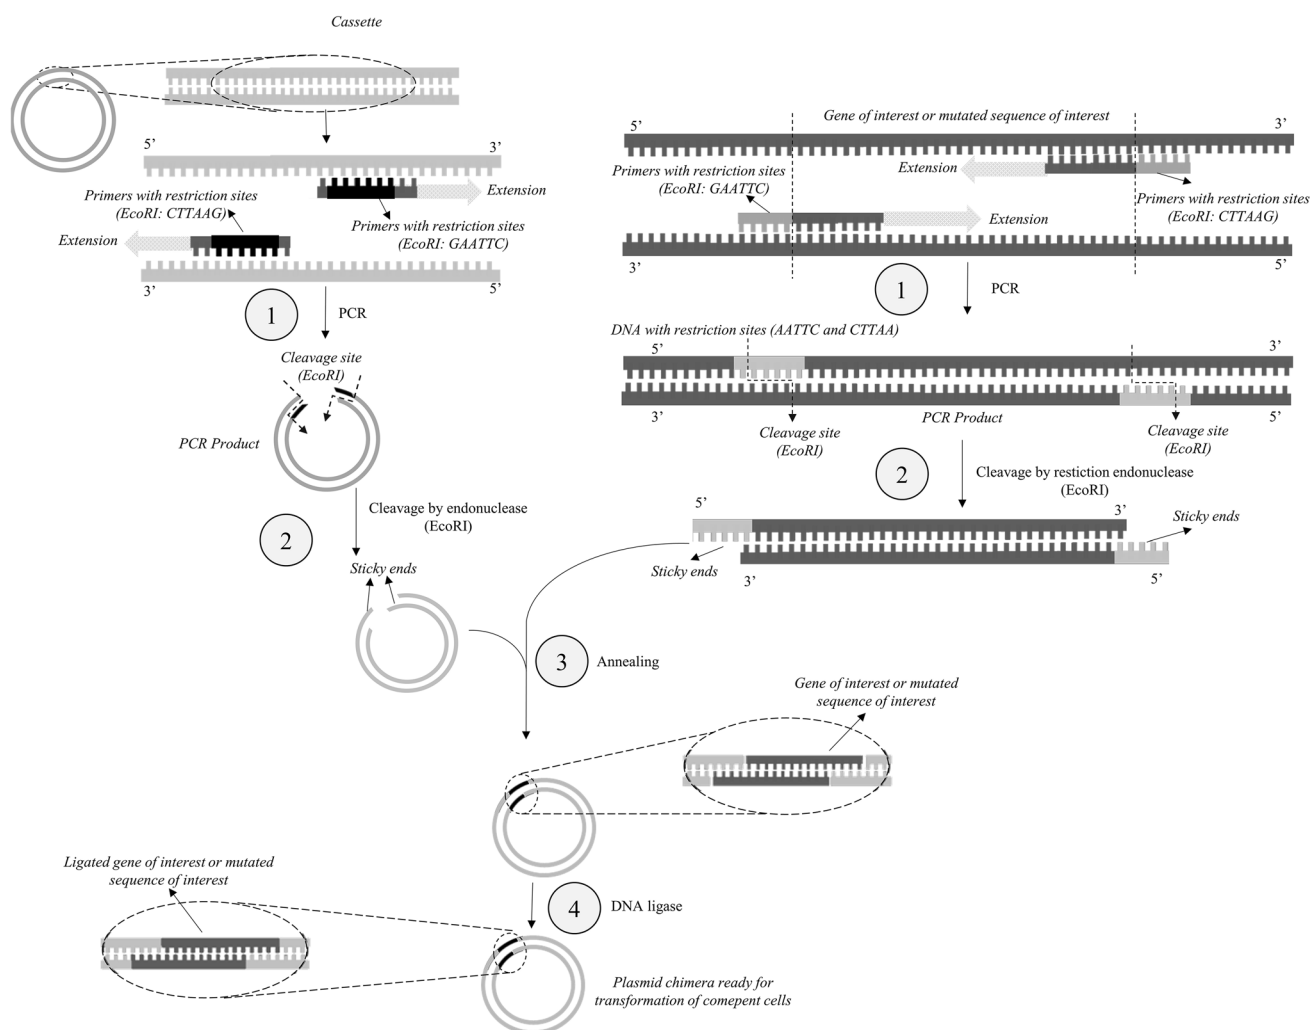 Cassette
5’
3’
Primers with restriction sites
(EcoRI: CTTAAG)
Extension
Primers with restriction sites
(EcoRI: GAATTC)
Extension
3’
5’
1
PCR
Cleavage site
(EcoRI)
PCR Product
2
Cleavage by endonuclease
(EcoRI)
Sticky ends
Gene of interest or mutated sequence of interest
5’
3’
Primers with restriction sites
(EcoRI: GAATTC)
Extension
Primers with restriction sites
(EcoRI: CTTAAG)
Extension
3’
5’
1
PCR
DNA with restriction sites (AATTC and CTTAA)
5’
3’
3’
5’
PCR Product
Cleavage site
(EcoRI)
Cleavage site
(EcoRI)
2
Cleavage by restiction endonuclease
(EcoRI)
5’
3’
Sticky ends
Sticky ends
3’
5’
3
Annealing
Gene of interest or mutated
sequence of interest
Ligated gene of interest or mutated
sequence of interest
4
DNA ligase
Plasmid chimera ready for
transformation of comepent cells